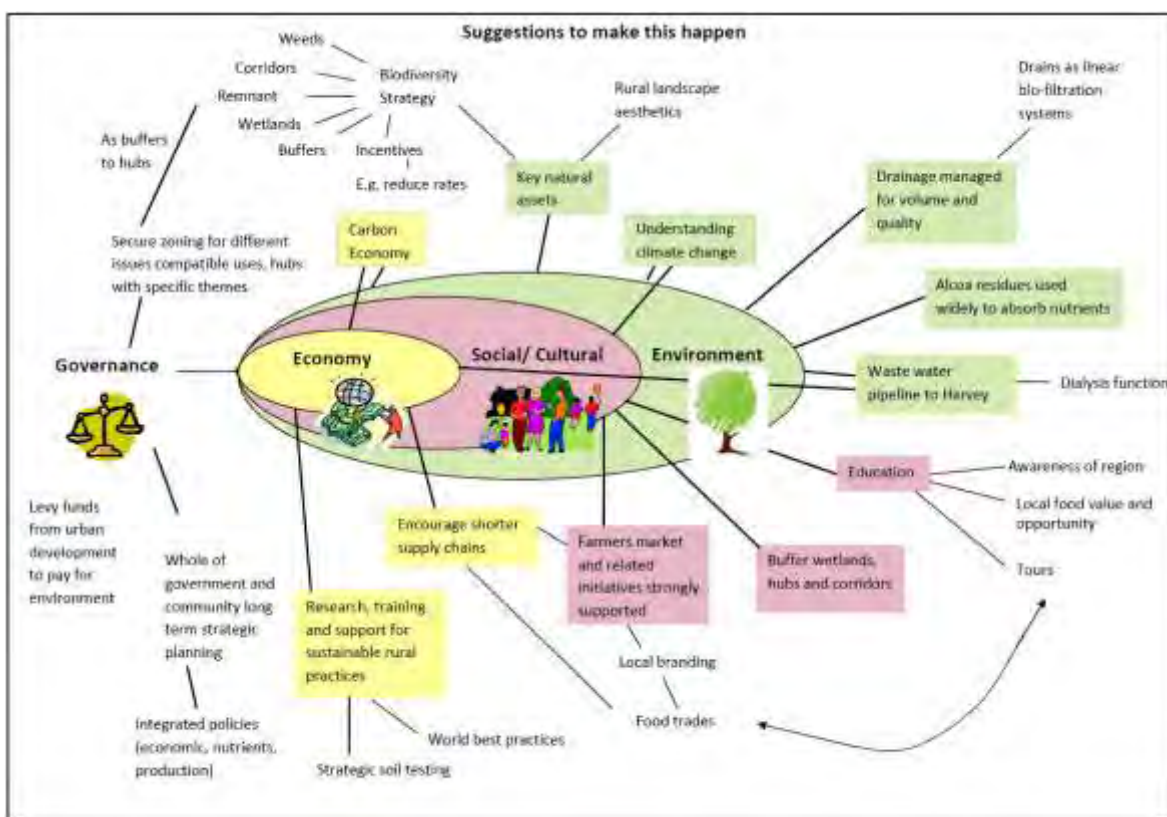 Suggestions to make this happen
Weeds
Corridors
Remnant
Wetlands
Buffers
Biodiversity
Strategy
Incentives
E.g. reduce rates
As buffers
to hubs
Rural landscape
aesthetics
Drains as linear
bio-filtration
systems
Key natural
assets
Drainage managed
for volume and
quality
Secure zoning for different
issues compatible uses, hubs
with specific themes
Carbon
Economy
Understanding
climate change
Alcoa residues used
widely to absorb nutrients
Governance
Economy
Social/ Cultural
Environment
Waste water
pipeline to Harvey
Dialysis function
Education
Awareness of region
Local food value and
opportunity
Tours
Levy funds
from urban
development
to pay for
environment
Whole of
government and
community long
term strategic
planning
Integrated policies
(economic, nutrients,
production)
Encourage shorter
supply chains
Farmers market
and related
initiatives strongly
supported
Buffer wetlands,
hubs and corridors
Research, training
and support for
sustainable rural
practices
Local branding
Food trades
World best practices
Strategic soil testing